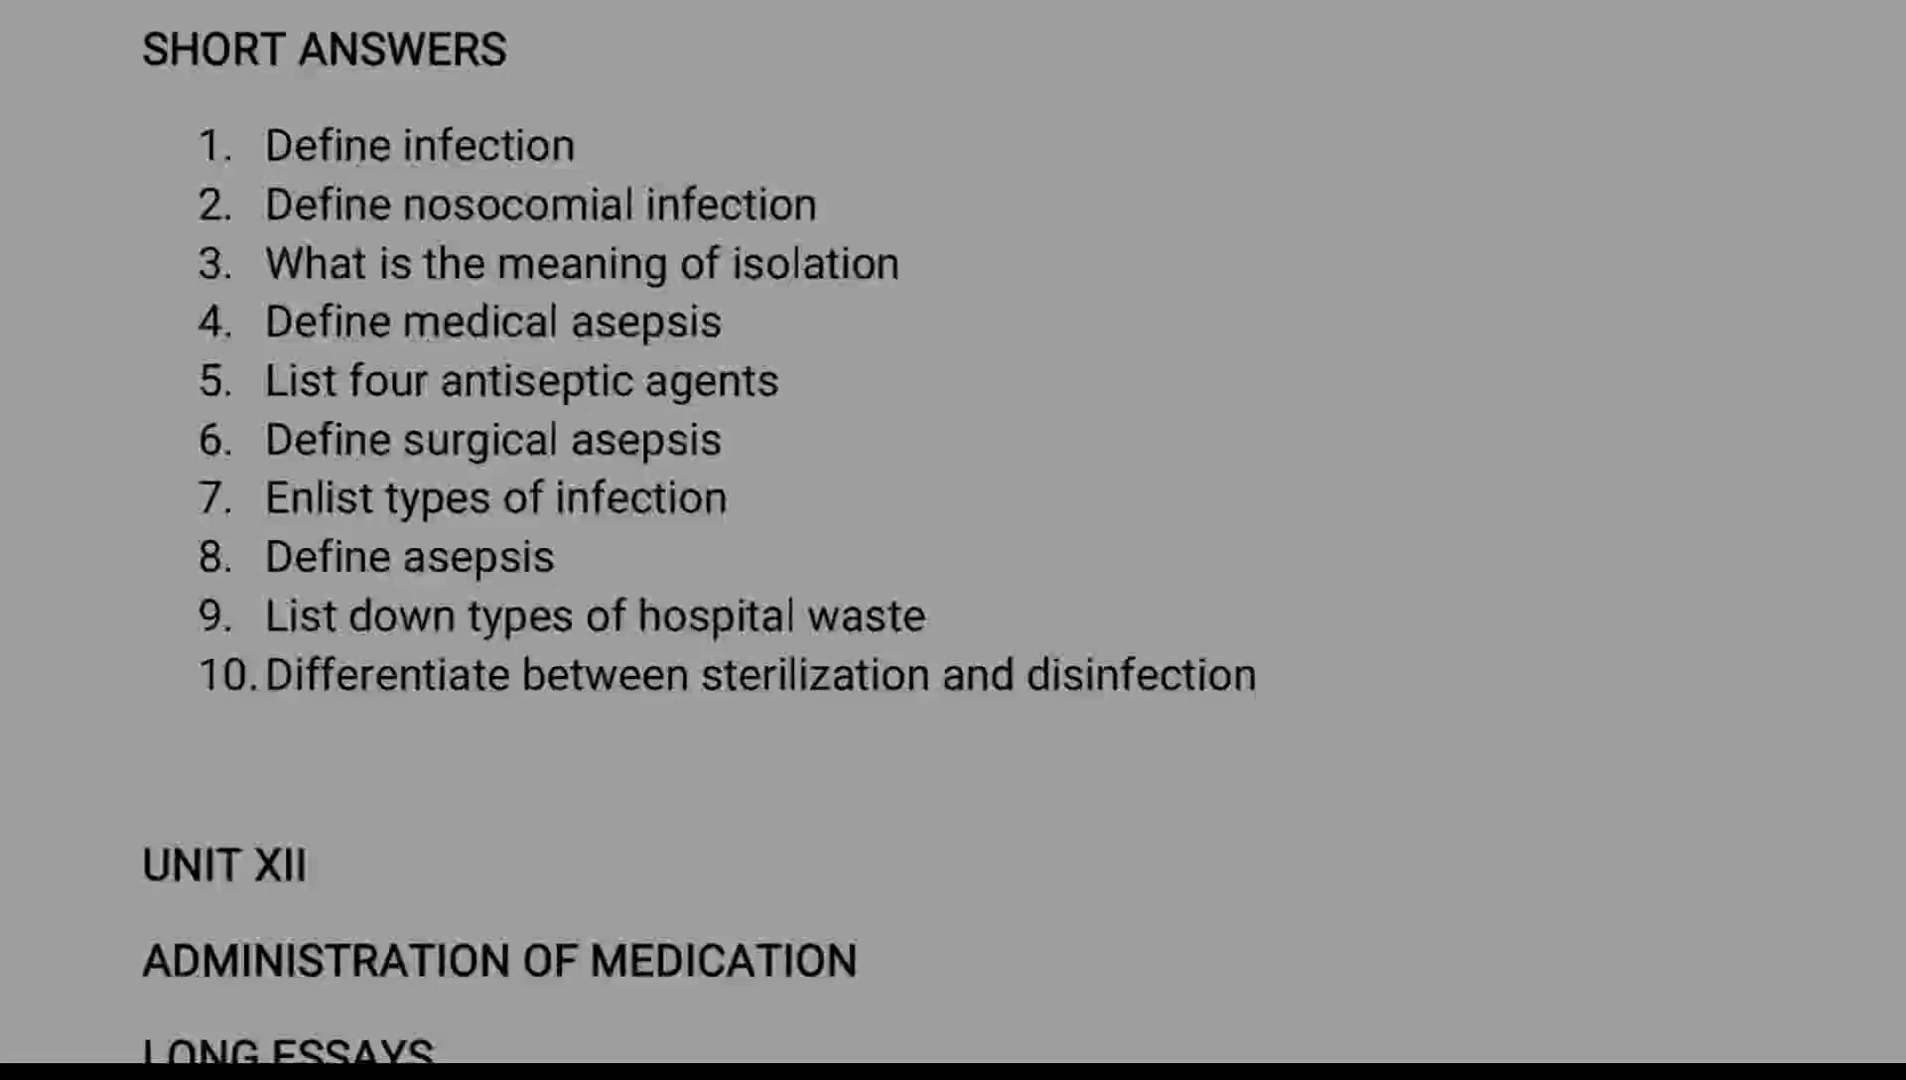 SHORT ANSWERS
1. Define infection
2. Define nosocomial infection
3. What is the meaning of isolation
4. Define medical asepsis
5. List four antiseptic agents
6. Define surgical asepsis
7. Enlist types of infection
8. Define asepsis
9. List down types of hospital waste
10. Differentiate between sterilization and disinfection
UNIT XII
ADMINISTRATION OF MEDICATION
LONG ESSAYS